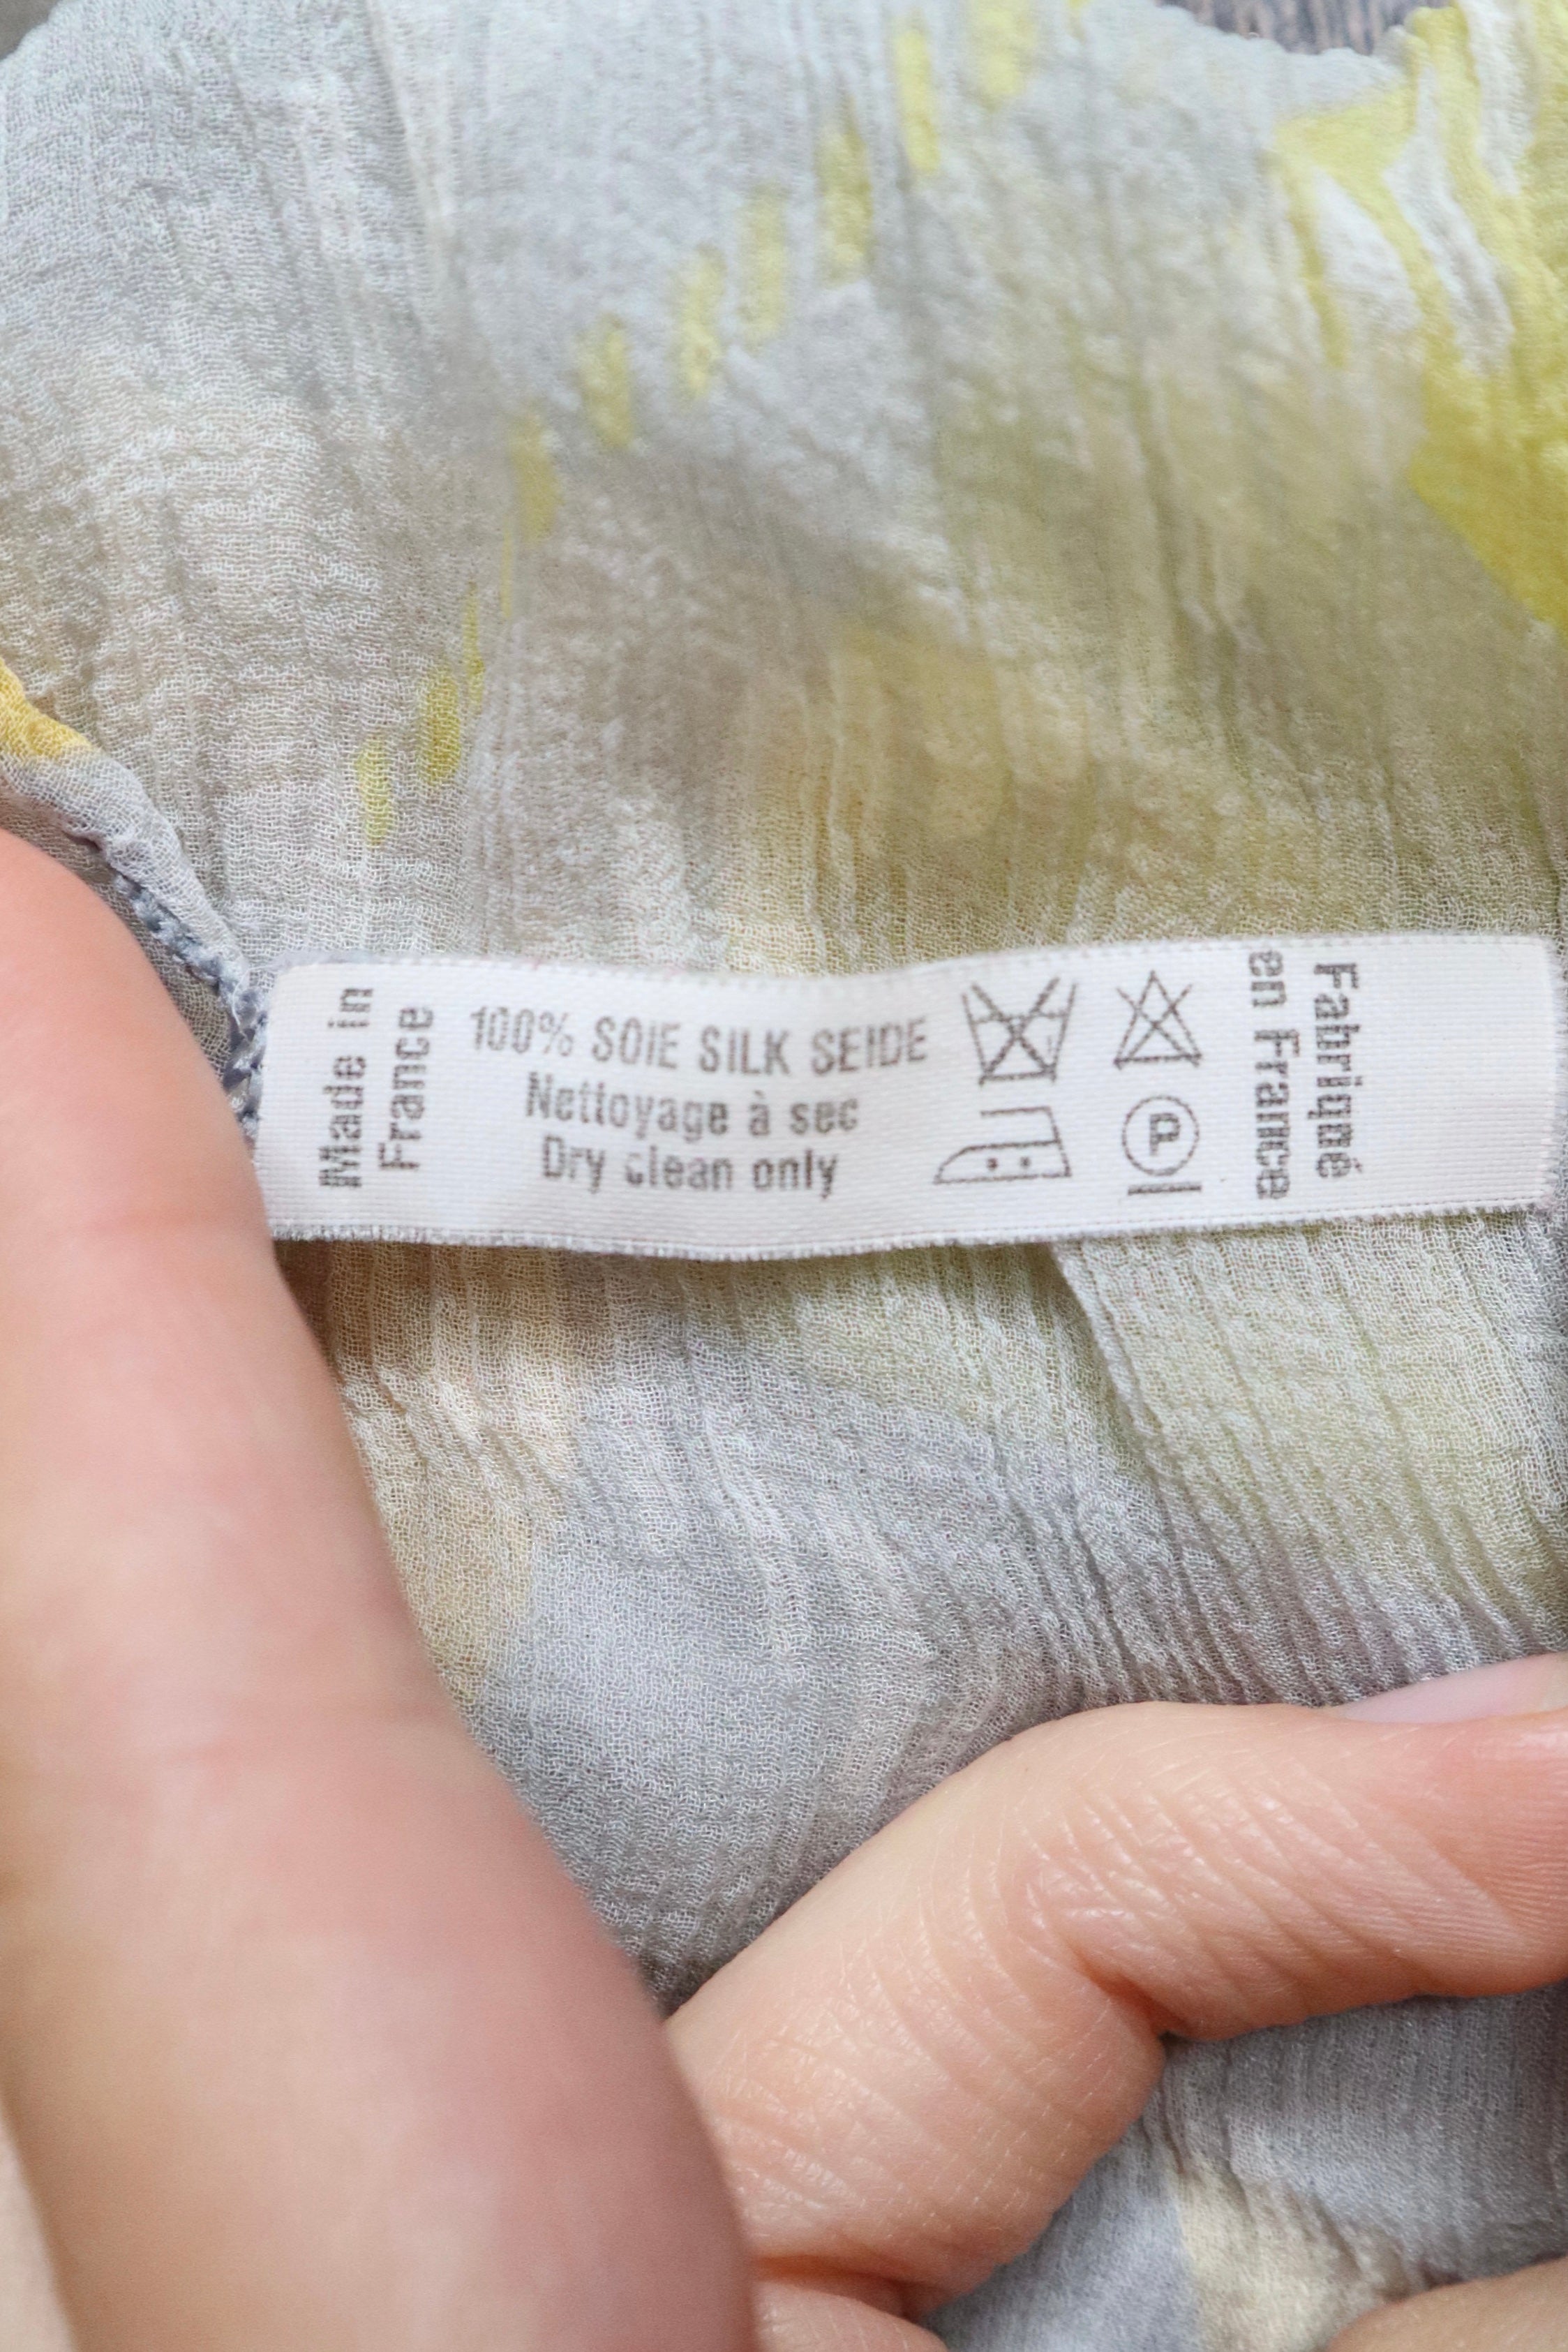 Made in
France
100% SOIE SILK SEIDE
Nettoyage à sec
Dry clean only
P
Fabriqué
en France